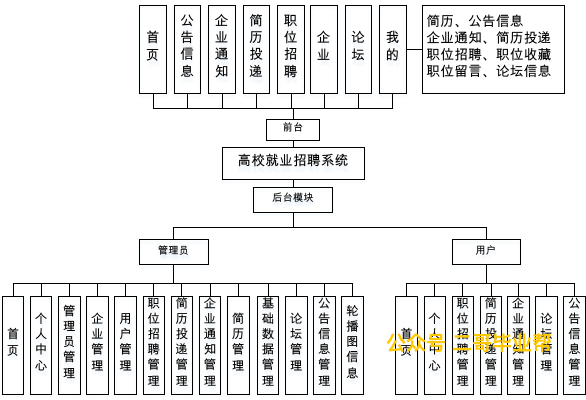 首页
公告信息
企业通知
简历投递
职位招聘
企业
论坛
我的
简历、公告信息
企业通知、简历投递
职位招聘、职位收藏
职位留言、论坛信息
前台
高校就业招聘系统
后台模块
管理员
用户
首页
个人中心
管理员管理
企业管理
用户管理
职位招聘管理
简历投递管理
企业通知管理
简历管理
基础数据管理
论坛管理
公告信息管理
轮播图信息
首页
个人中心
职位招聘管理
简历投递管理
企业通知管理
论坛管理
公告信息管理
公众号 二哥毕业帮